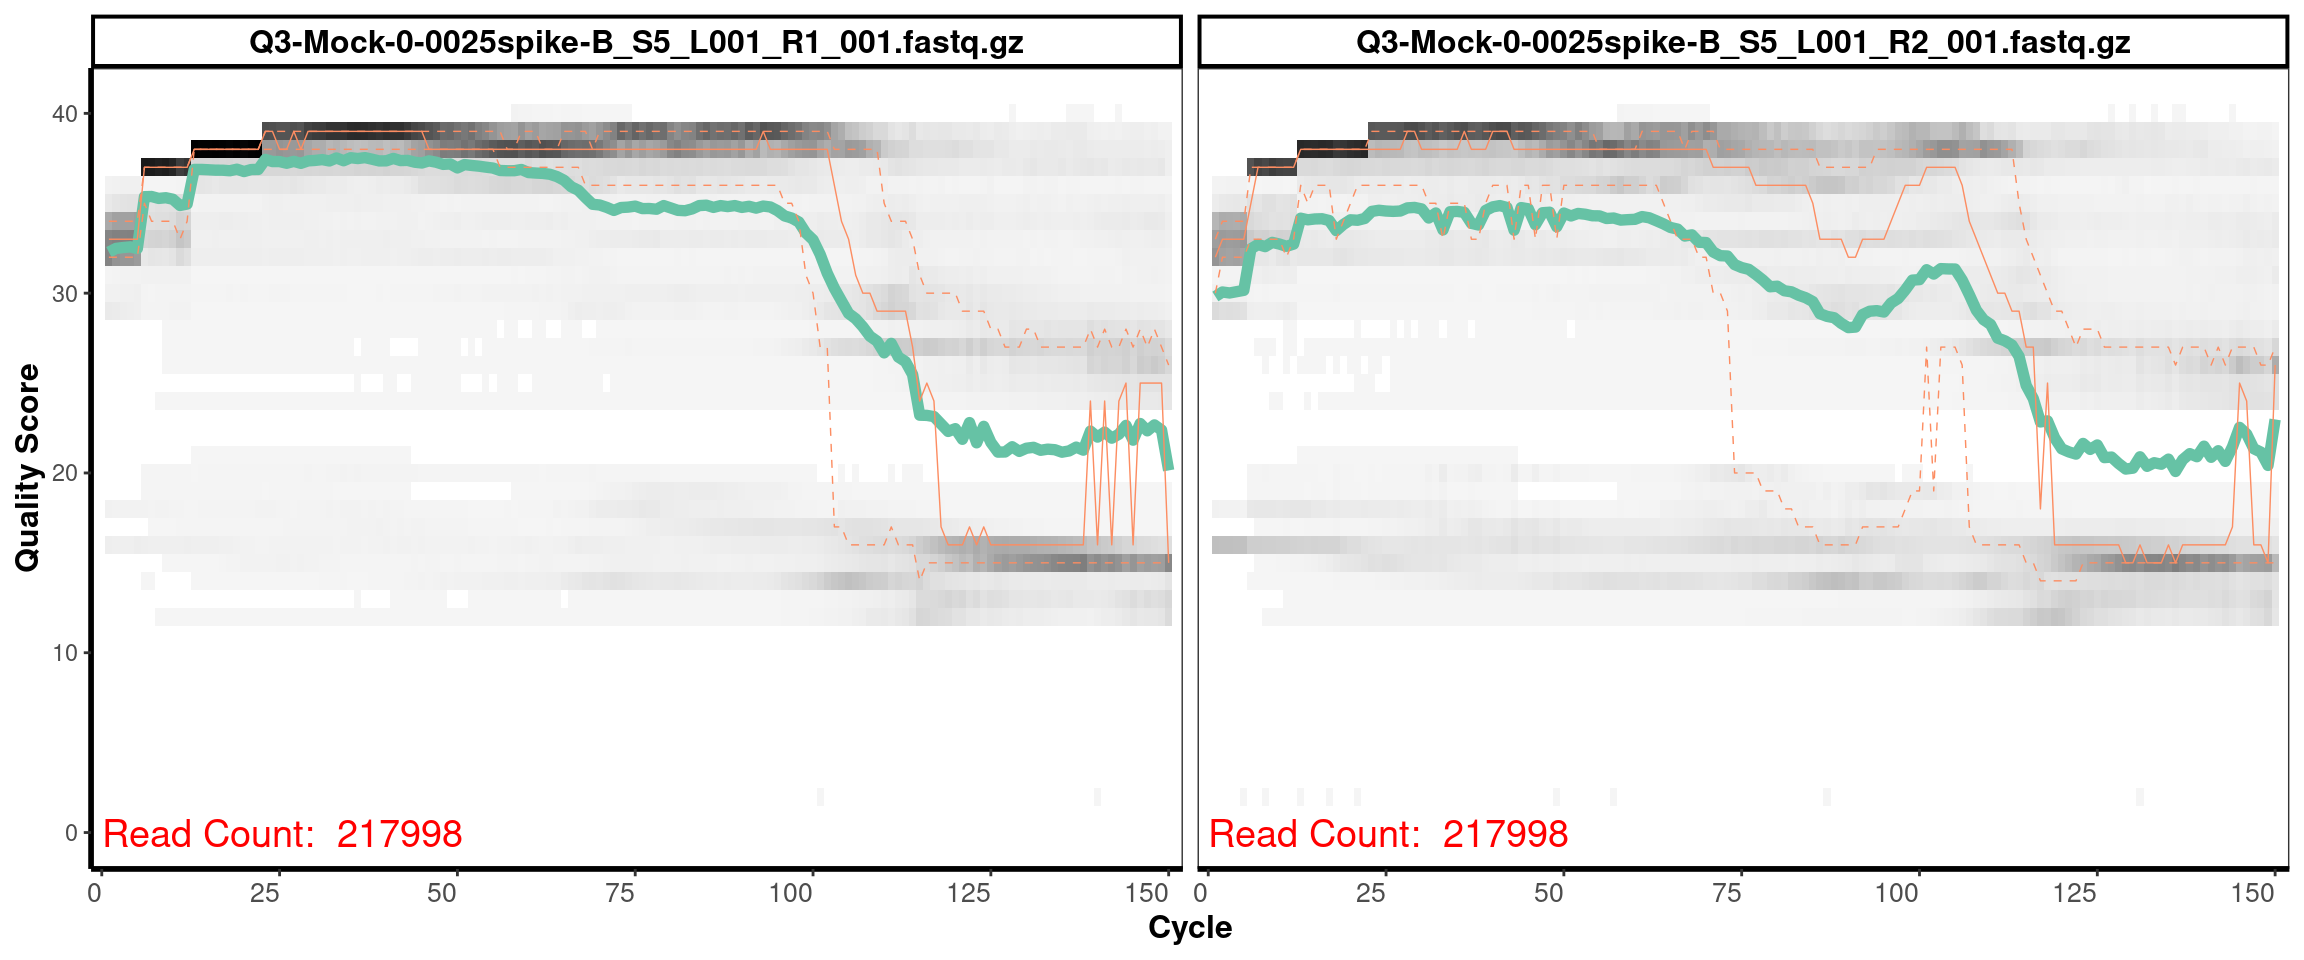 Q3-Mock-0-0025spike-B_S5_L001_R1_001.fastq.gz
Q3-Mock-0-0025spike-B_S5_L001_R2_001.fastq.gz
40
30
20
10
0
Quality Score
Read Count: 217998
Read Count: 217998
0 25 50 75 100 125 150
0 25 50 75 100 125 150
Cycle